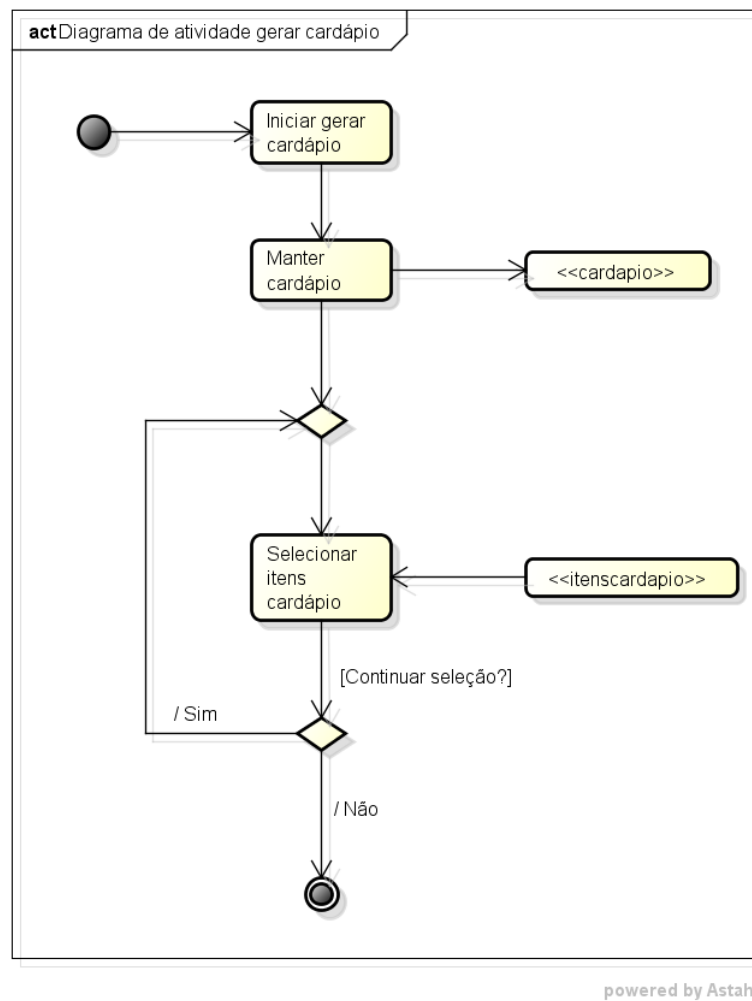 act Diagrama de atividade gerar cardápio
Iniciar gerar
cardápio
Manter
cardápio
<<cardapio>>
Selecionar
itens
cardápio
<<itenscardapio>>
[Continuar seleção?]
/ Sim
/ Não
powered by Astah